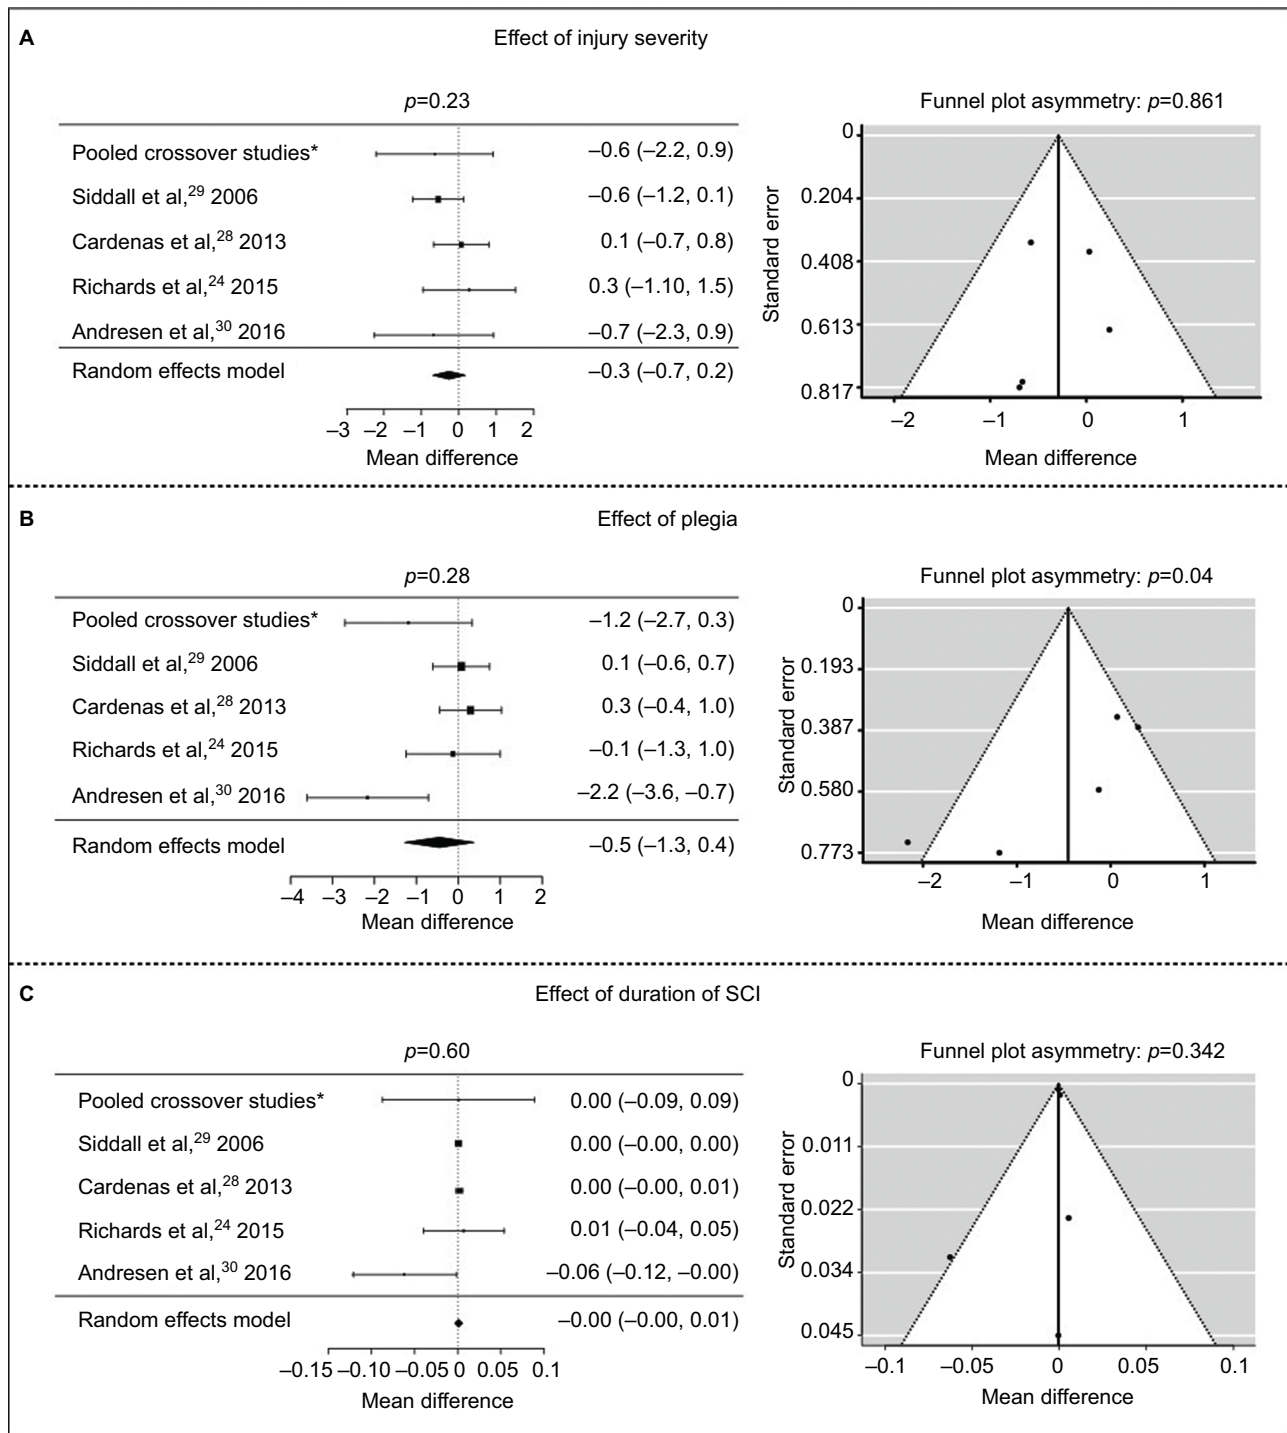 A
Effect of injury severity
p=0.23
Pooled crossover studies* –0.6 (–2.2, 0.9)
Siddall et al,29 2006 –0.6 (–1.2, 0.1)
Cardenas et al,28 2013 0.1 (–0.7, 0.8)
Richards et al,24 2015 0.3 (–1.10, 1.5)
Andresen et al,30 2016 –0.7 (–2.3, 0.9)
Random effects model –0.3 (–0.7, 0.2)
–3 –2 –1 0 1 2
Mean difference
Funnel plot asymmetry: p=0.861
Standard error
0
0.204
0.408
0.613
0.817
–2 –1 0 1
Mean difference
B
Effect of plegia
p=0.28
Pooled crossover studies* –1.2 (–2.7, 0.3)
Siddall et al,29 2006 0.1 (–0.6, 0.7)
Cardenas et al,28 2013 0.3 (–0.4, 1.0)
Richards et al,24 2015 –0.1 (–1.3, 1.0)
Andresen et al,30 2016 –2.2 (–3.6, –0.7)
Random effects model –0.5 (–1.3, 0.4)
–4 –3 –2 –1 0 1 2
Mean difference
Funnel plot asymmetry: p=0.04
Standard error
0
0.193
0.387
0.580
0.773
–2 –1 0 1
Mean difference
C
Effect of duration of SCI
p=0.60
Pooled crossover studies* 0.00 (–0.09, 0.09)
Siddall et al,29 2006 0.00 (–0.00, 0.00)
Cardenas et al,28 2013 0.00 (–0.00, 0.01)
Richards et al,24 2015 0.01 (–0.04, 0.05)
Andresen et al,30 2016 –0.06 (–0.12, –0.00)
Random effects model –0.00 (–0.00, 0.01)
–0.15 –0.10 –0.05 0 0.05 0.1
Mean difference
Funnel plot asymmetry: p=0.342
Standard error
0
0.011
0.022
0.034
0.045
–0.1 –0.05 0 0.05 0.1
Mean difference